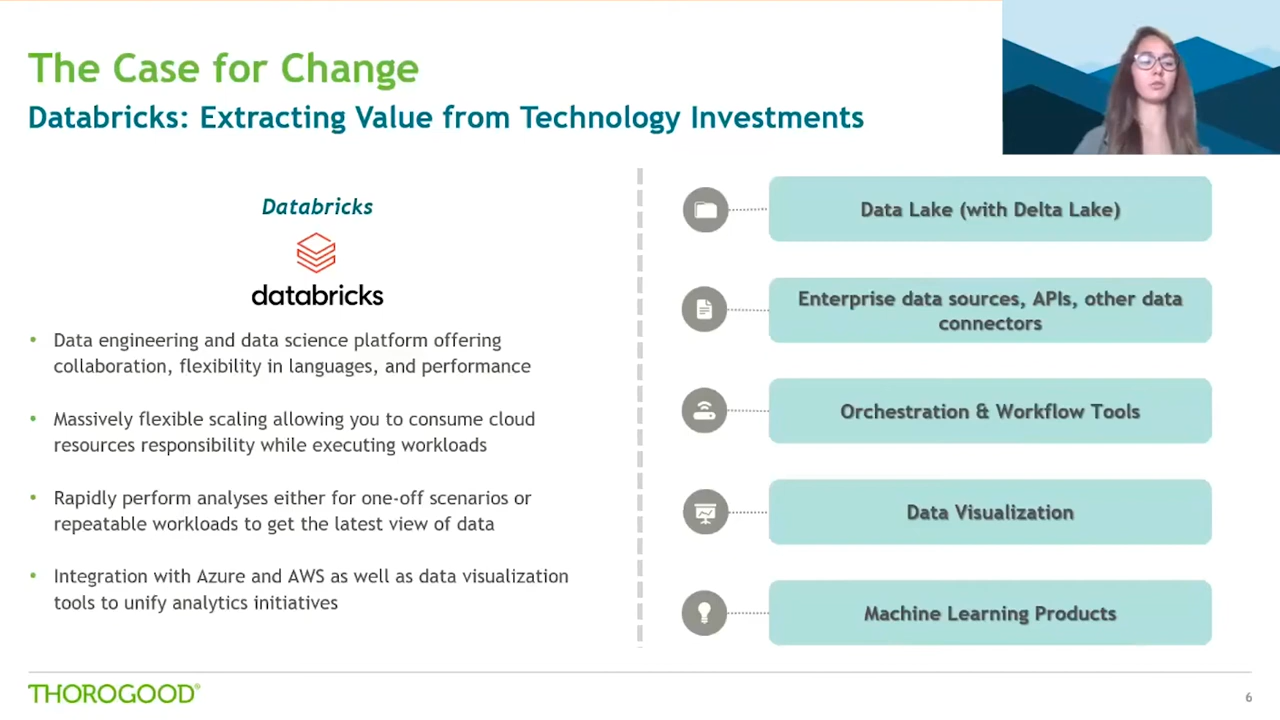 The Case for Change
Databricks: Extracting Value from Technology Investments
Databricks
databricks
• Data engineering and data science platform offering
collaboration, flexibility in languages, and performance
• Massively flexible scaling allowing you to consume cloud
resources responsibility while executing workloads
• Rapidly perform analyses either for one-off scenarios or
repeatable workloads to get the latest view of data
• Integration with Azure and AWS as well as data visualization
tools to unify analytics initiatives
Data Lake (with Delta Lake)
Enterprise data sources, APIs, other data
connectors
Orchestration & Workflow Tools
Data Visualization
Machine Learning Products
THOROGOOD®
6